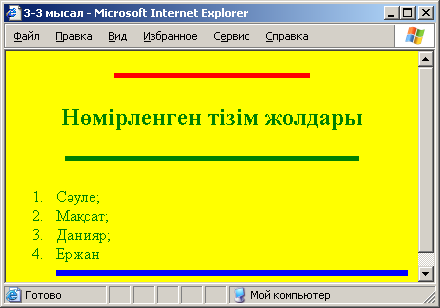 3-3 мысал - Microsoft Internet Explorer
Файл Правка Вид Избранное Сервис Справка
Нөмірленген тізім жолдары
1. Сәуле;
2. Мақсат;
3. Данияр;
4. Ержан
Готово Мой компьютер